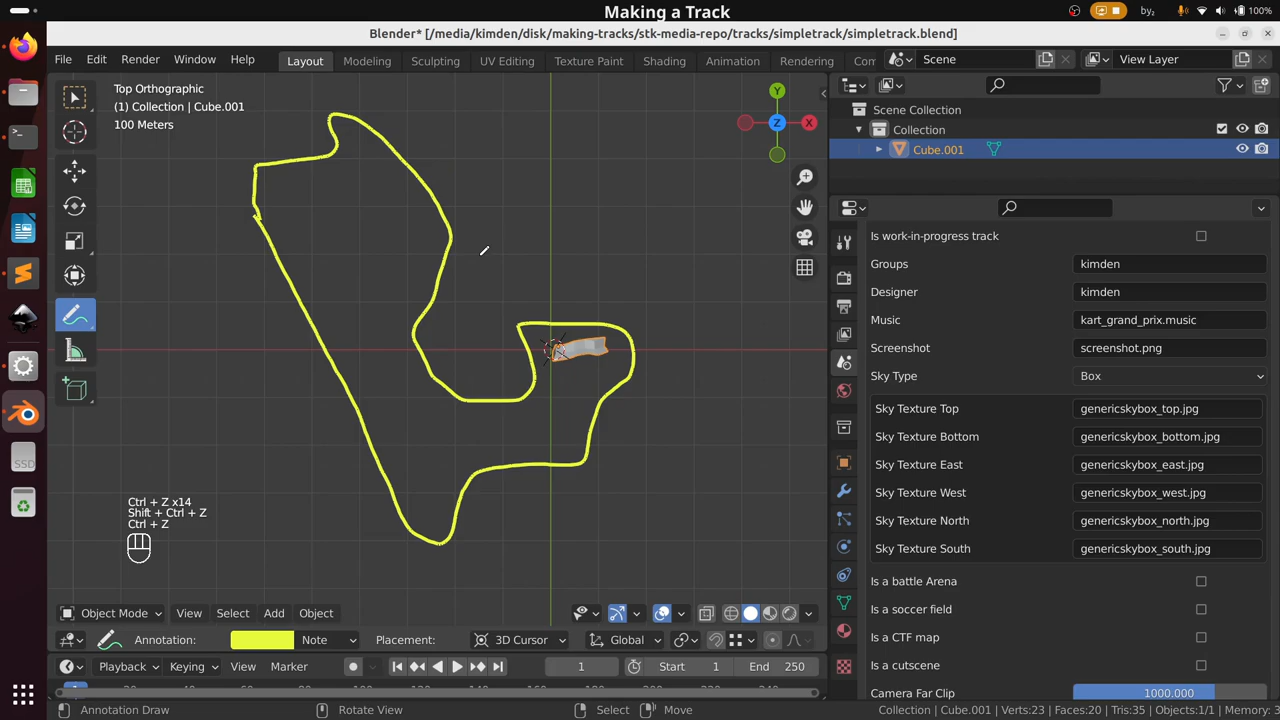 Making a Track
by₂
100%
Blender* [/media/kimden/disk/making-tracks/stk-media-repo/tracks/simpletrack/simpletrack.blend]
File Edit Render Window Help
Layout Modeling Sculpting UV Editing Texture Paint Shading Animation Rendering Com
Scene
View Layer
Top Orthographic
(1) Collection | Cube.001
100 Meters
Y
Z
X
Scene Collection
Collection
Cube.001
Is work-in-progress track
Groups kimden
Designer kimden
Music kart_grand_prix.music
Screenshot screenshot.png
Sky Type Box
Sky Texture Top genericskybox_top.jpg
Sky Texture Bottom genericskybox_bottom.jpg
Sky Texture East genericskybox_east.jpg
Sky Texture West genericskybox_west.jpg
Sky Texture North genericskybox_north.jpg
Sky Texture South genericskybox_south.jpg
Is a battle Arena
Is a soccer field
Is a CTF map
Is a cutscene
Camera Far Clip 1000.000
SSD
Ctrl + Z x14
Shift + Ctrl + Z
Ctrl + Z
Object Mode View Select Add Object
Annotation: Note Placement: 3D Cursor Global
Playback Keying View Marker 1 Start 1 End 250
Annotation Draw Rotate View Select Move Collection | Cube.001 | Verts:23 | Faces:20 | Tris:35 | Objects:1/1 | Memory: 3